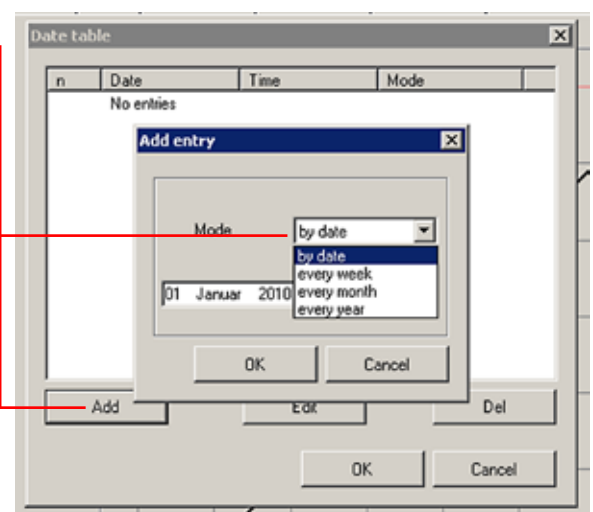 Date table
n Date Time Mode
No entries
Add entry
Mode by date
by date
every week
every month
every year
01 Januar 2010
OK Cancel
Add Edit Del
OK Cancel